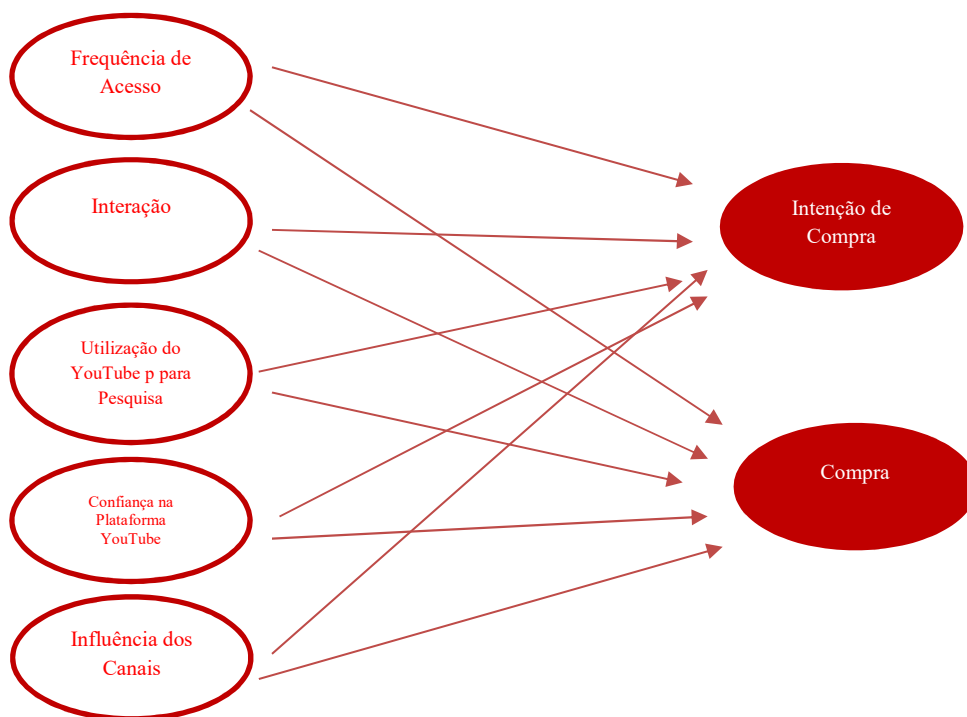 Frequência de
Acesso
Interação
Utilização do
YouTube p para
Pesquisa
Confiança na
Plataforma
YouTube
Influência dos
Canais
Intenção de
Compra
Compra